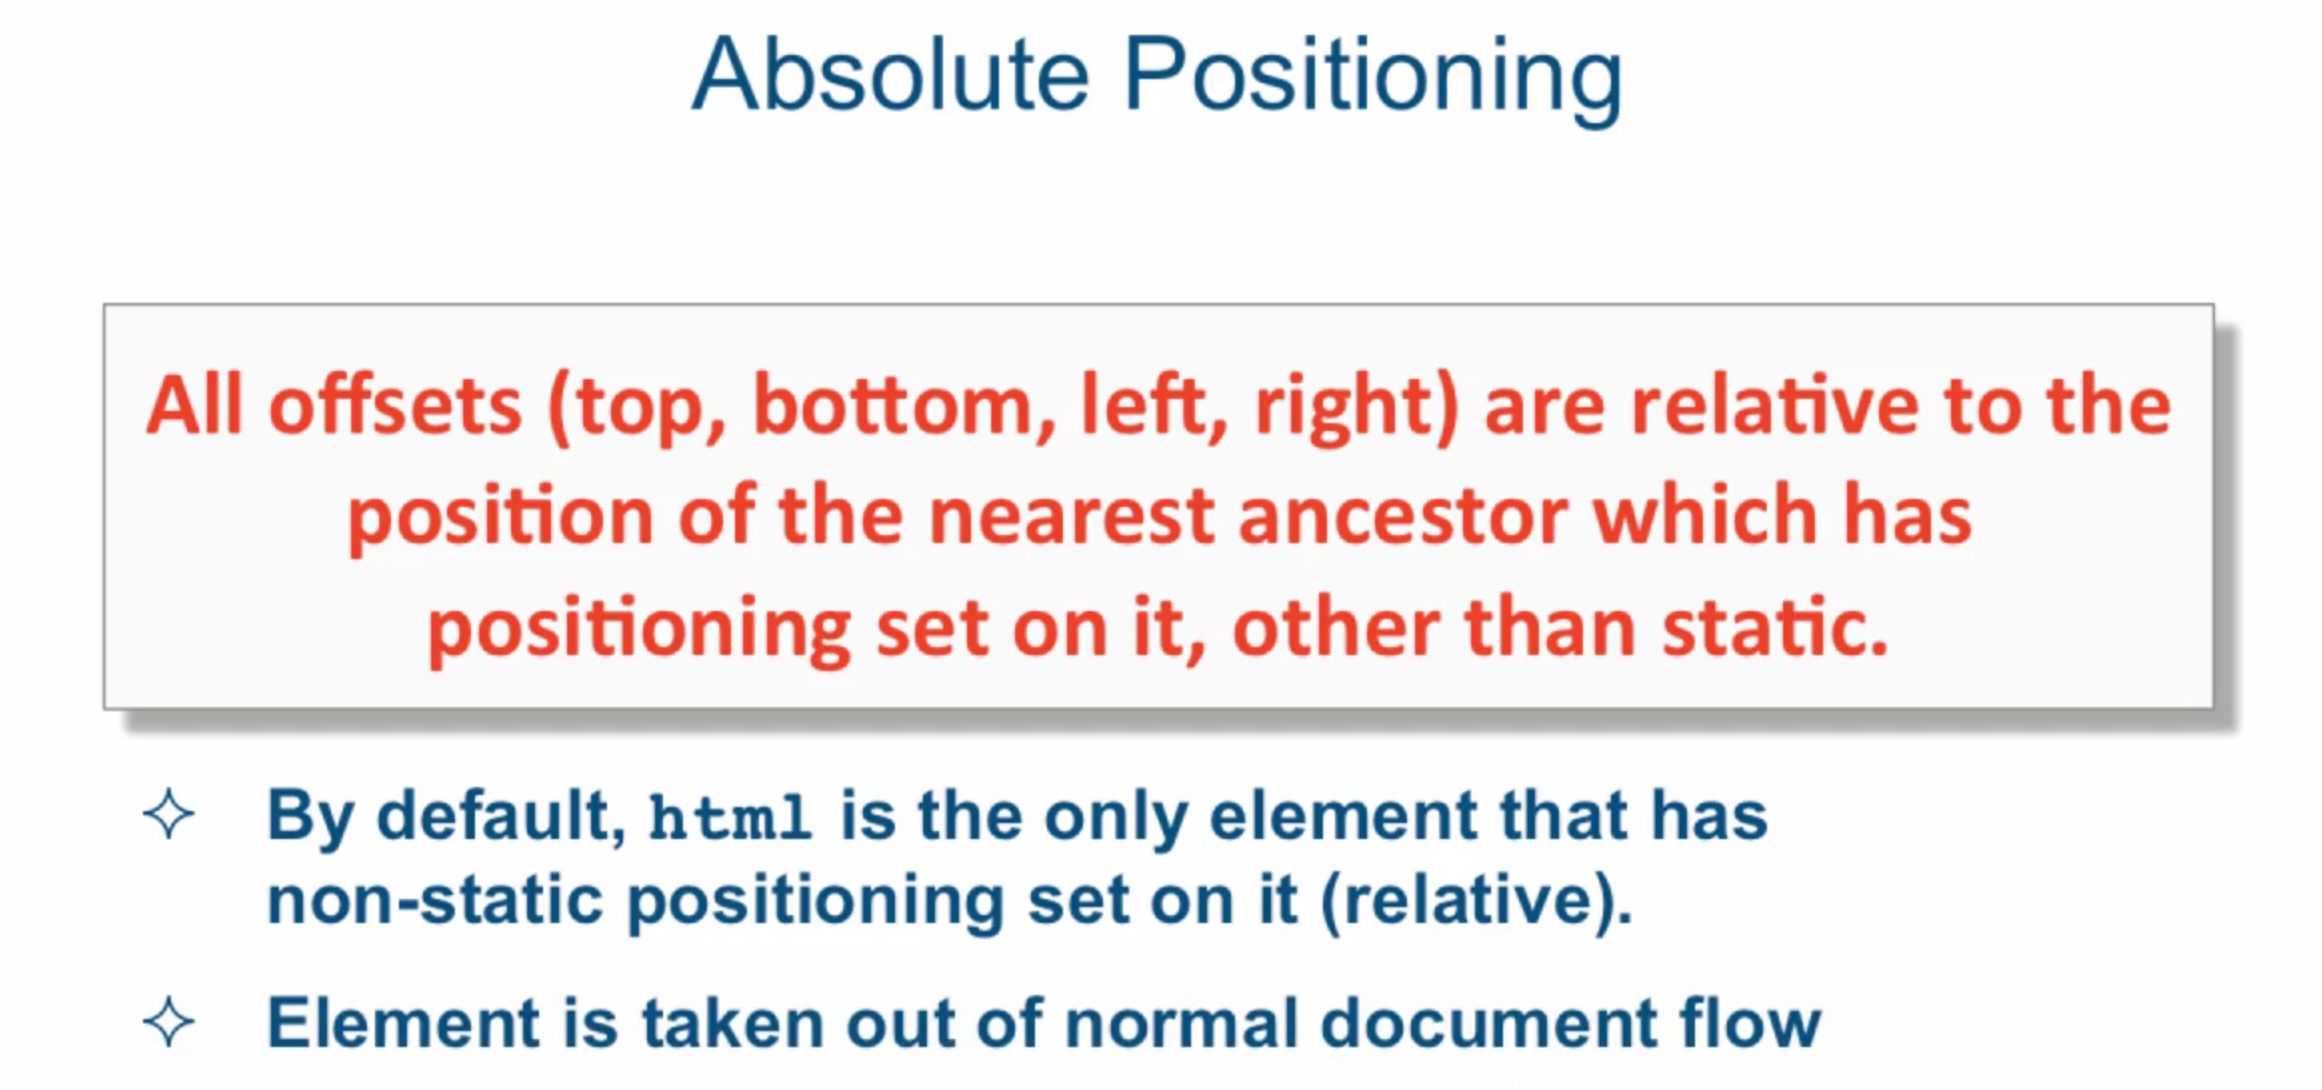 Absolute Positioning
All offsets (top, bottom, left, right) are relative to the
position of the nearest ancestor which has
positioning set on it, other than static.
By default, html is the only element that has
non-static positioning set on it (relative).
Element is taken out of normal document flow